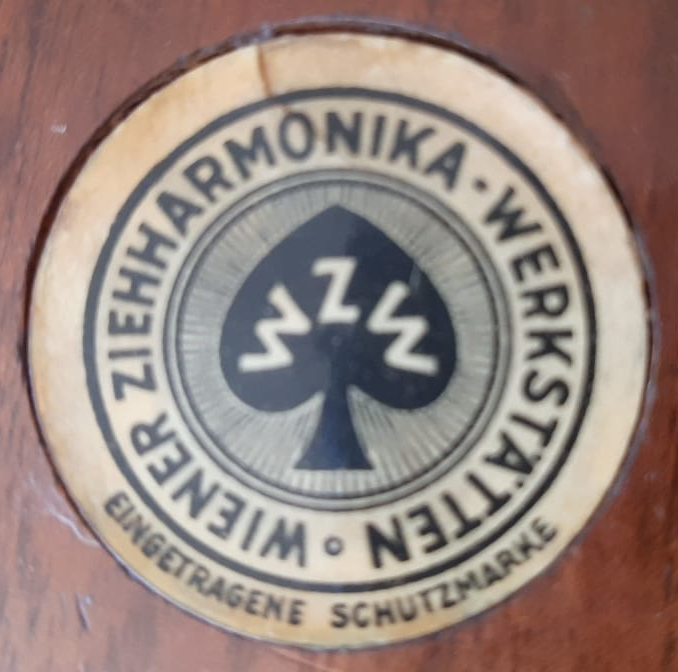 WIENER ZIEHHARMONIKA · WERKSTÄTTEN
WZW
EINGETRAGENE SCHUTZMARKE